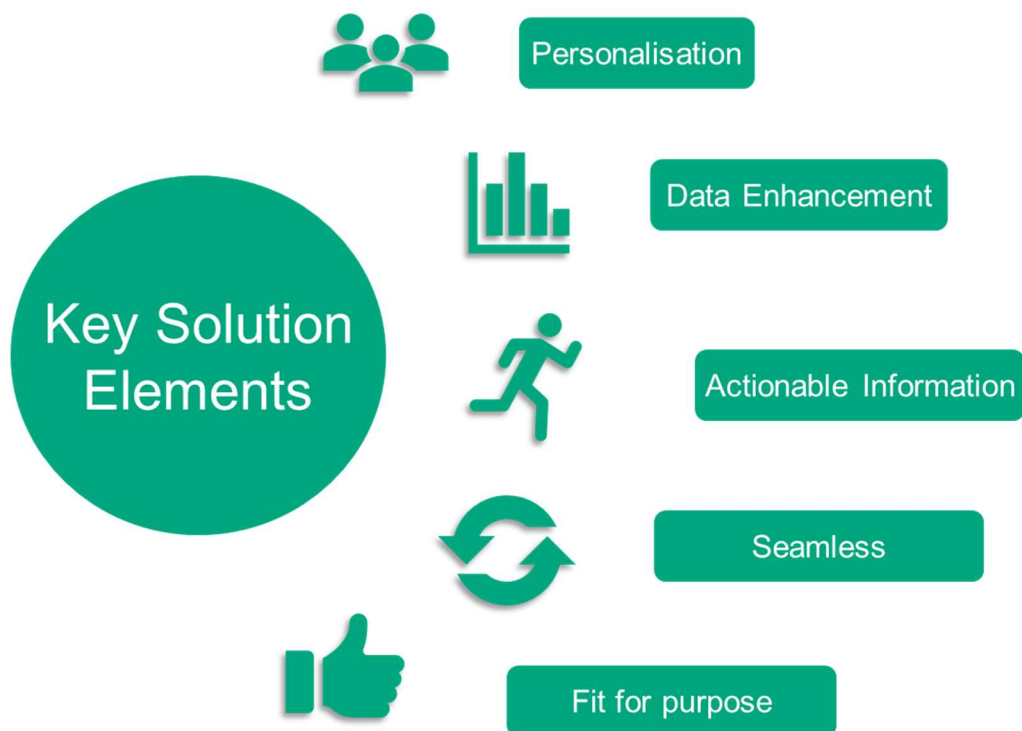 Personalisation
Data Enhancement
Key Solution
Elements
Actionable Information
Seamless
Fit for purpose